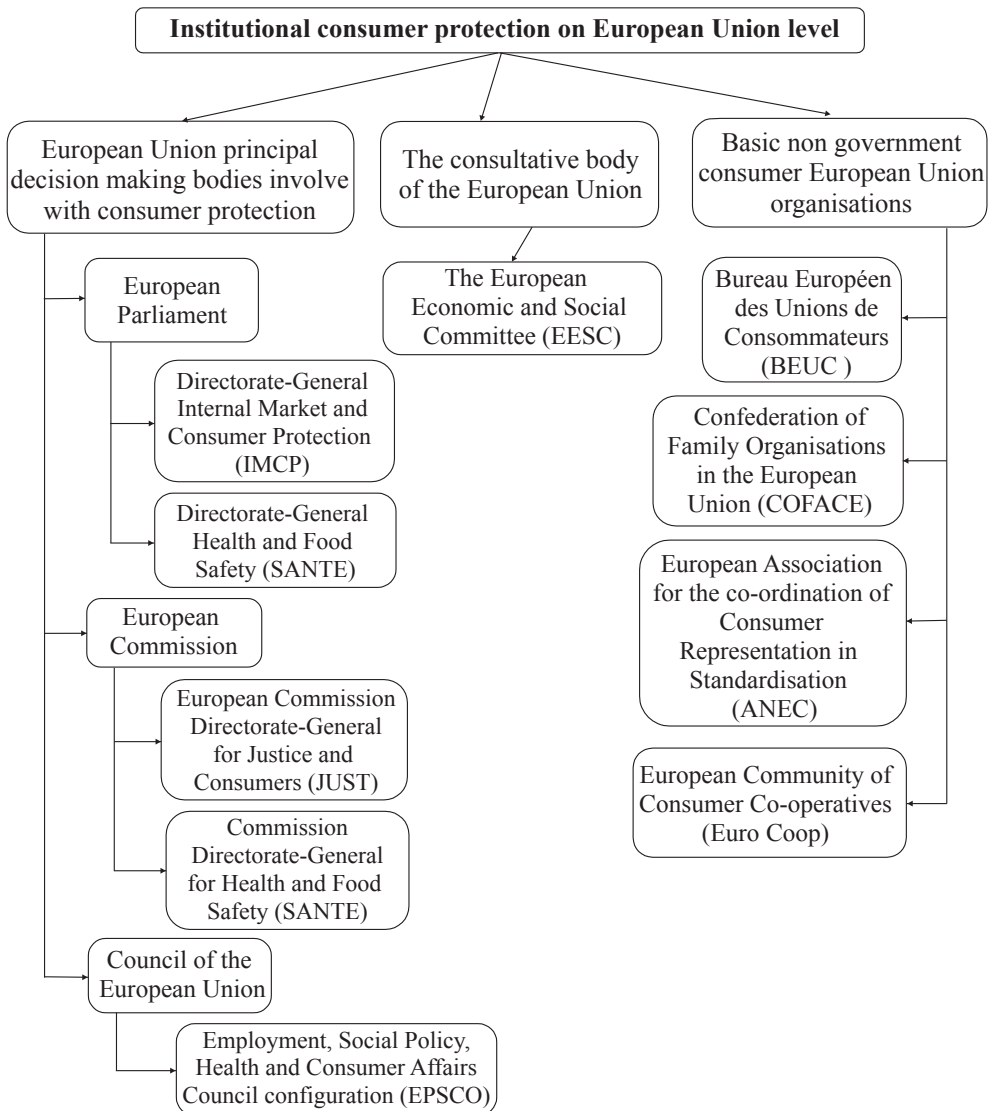 Institutional consumer protection on European Union level
European Union principal
decision making bodies involve
with consumer protection
European
Parliament
Directorate-General
Internal Market and
Consumer Protection
(IMCP)
Directorate-General
Health and Food
Safety (SANTE)
European
Commission
European Commission
Directorate-General
for Justice and
Consumers (JUST)
Commission
Directorate-General
for Health and Food
Safety (SANTE)
Council of the
European Union
Employment, Social Policy,
Health and Consumer Affairs
Council configuration (EPSCO)
The consultative body
of the European Union
The European
Economic and Social
Committee (EESC)
Basic non government
consumer European Union
organisations
Bureau Européen
des Unions de
Consommateurs
(BEUC )
Confederation of
Family Organisations
in the European
Union (COFACE)
European Association
for the co-ordination of
Consumer
Representation in
Standardisation
(ANEC)
European Community of
Consumer Co-operatives
(Euro Coop)